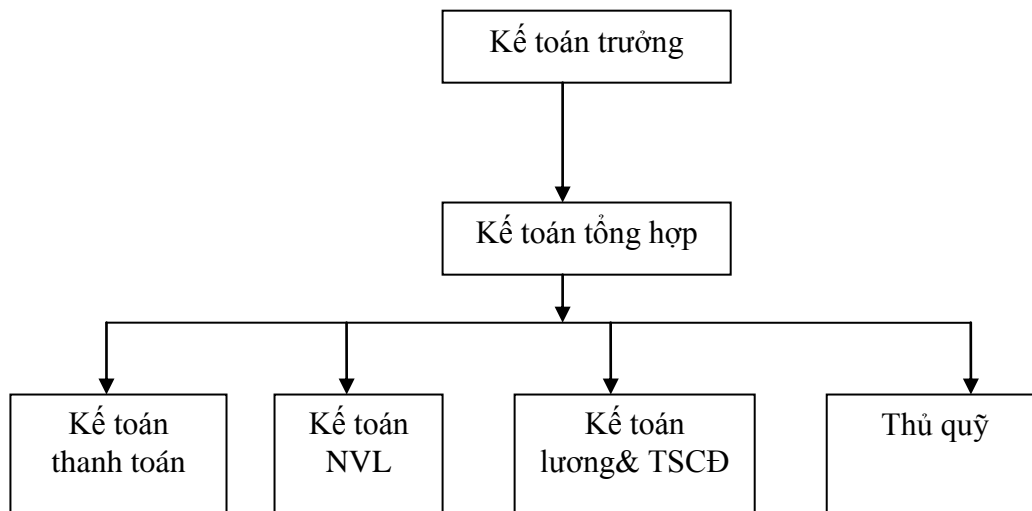 Kế toán trưởng
Kế toán tổng hợp
Kế toán
thanh toán
Kế toán
NVL
Kế toán
lương& TSCĐ
Thủ quỹ